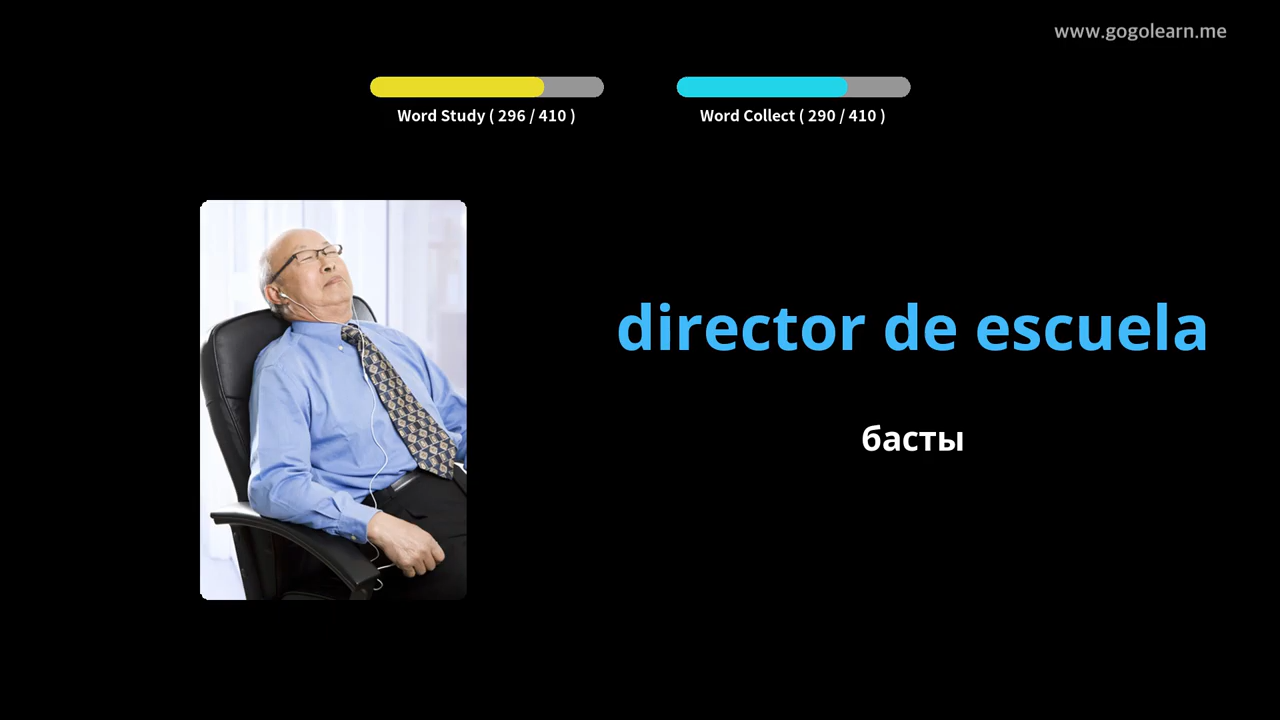 www.gogolearn.me
Word Study ( 296 / 410 )
Word Collect ( 290 / 410 )
director de escuela
басты